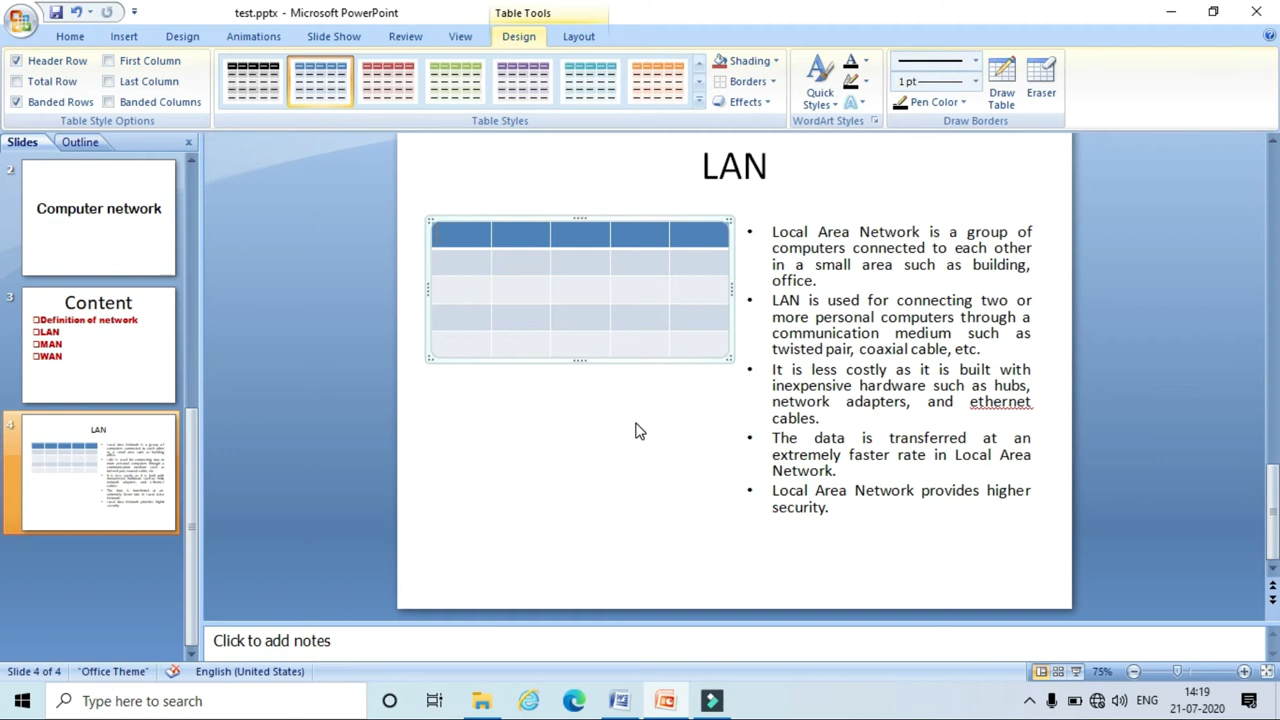 test.pptx - Microsoft PowerPoint
Table Tools
Home
Insert
Design
Animations
Slide Show
Review
View
Design
Layout
Header Row
First Column
Total Row
Last Column
Banded Rows
Banded Columns
Table Style Options
Table Styles
Shading
Borders
Effects
Quick
Styles
WordArt Styles
1 pt
Pen Color
Draw
Table
Eraser
Draw Borders
Slides
Outline
2
Computer network
3
Content
Definition of network
LAN
MAN
WAN
4
LAN
LAN
• Local Area Network is a group of
computers connected to each other
in a small area such as building,
office.
• LAN is used for connecting two or
more personal computers through a
communication medium such as
twisted pair, coaxial cable, etc.
• It is less costly as it is built with
inexpensive hardware such as hubs,
network adapters, and ethernet
cables.
• The data is transferred at an
extremely faster rate in Local Area
Network.
• Local Area Network provides higher
security.
Click to add notes
Slide 4 of 4
"Office Theme"
English (United States)
75%
Type here to search
ENG
14:19
21-07-2020